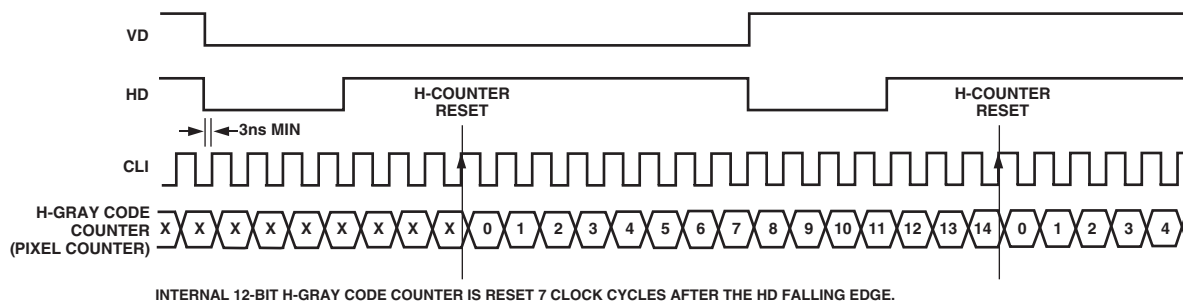 VD
HD
H-COUNTER
RESET
H-COUNTER
RESET
3ns MIN
CLI
H-GRAY CODE
COUNTER
(PIXEL COUNTER)
X X X X X X X X X 0 1 2 3 4 5 6 7 8 9 10 11 12 13 14 0 1 2 3 4
INTERNAL 12-BIT H-GRAY CODE COUNTER IS RESET 7 CLOCK CYCLES AFTER THE HD FALLING EDGE.